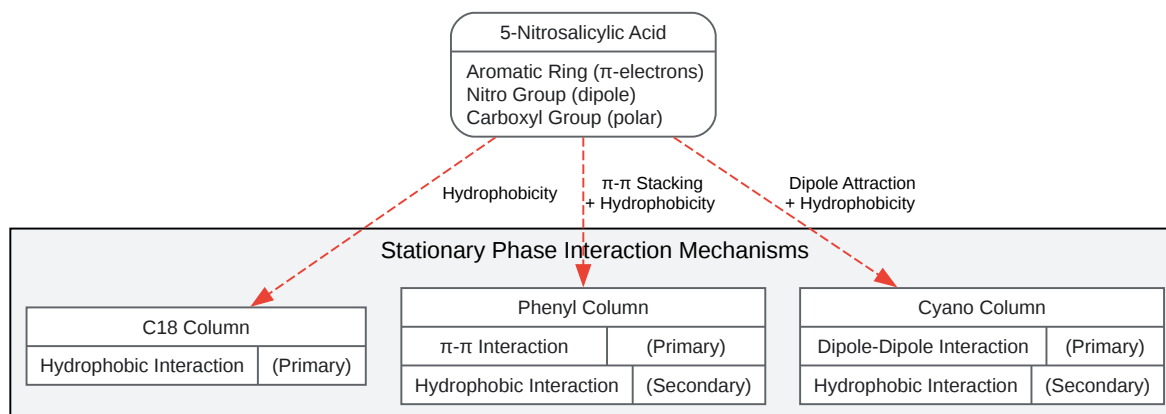 5-Nitrosalicylic Acid
Aromatic Ring (π-electrons)
Nitro Group (dipole)
Carboxyl Group (polar)
Hydrophobicity
π-π Stacking
+ Hydrophobicity
Dipole Attraction
+ Hydrophobicity
Stationary Phase Interaction Mechanisms
C18 Column
Hydrophobic Interaction (Primary)
Phenyl Column
π-π Interaction (Primary)
Hydrophobic Interaction (Secondary)
Cyano Column
Dipole-Dipole Interaction (Primary)
Hydrophobic Interaction (Secondary)